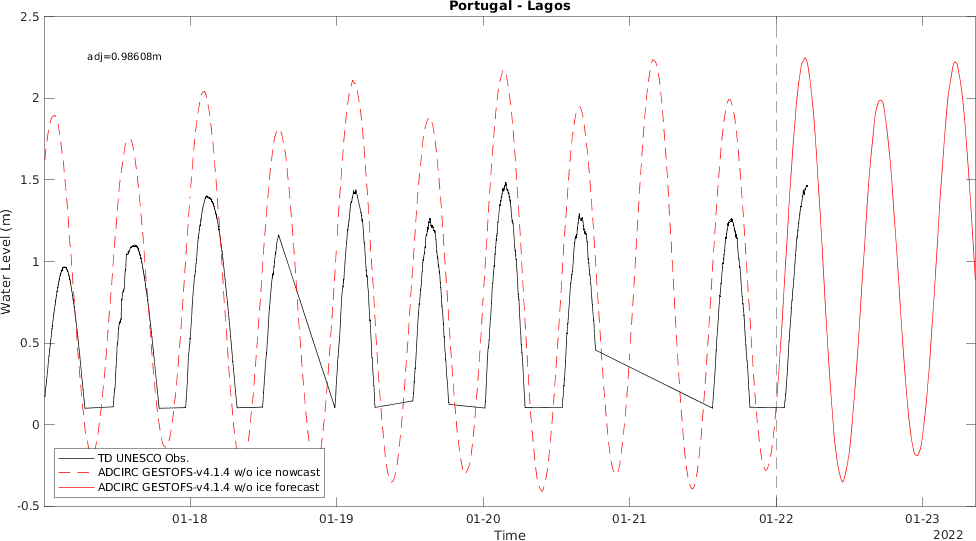 Portugal - Lagos
adj=0.98608m
Water Level (m)
2.5
2
1.5
1
0.5
0
-0.5
TD UNESCO Obs.
ADCIRC GESTOFS-v4.1.4 w/o ice nowcast
ADCIRC GESTOFS-v4.1.4 w/o ice forecast
01-18 01-19 01-20 01-21 01-22 01-23
Time
2022